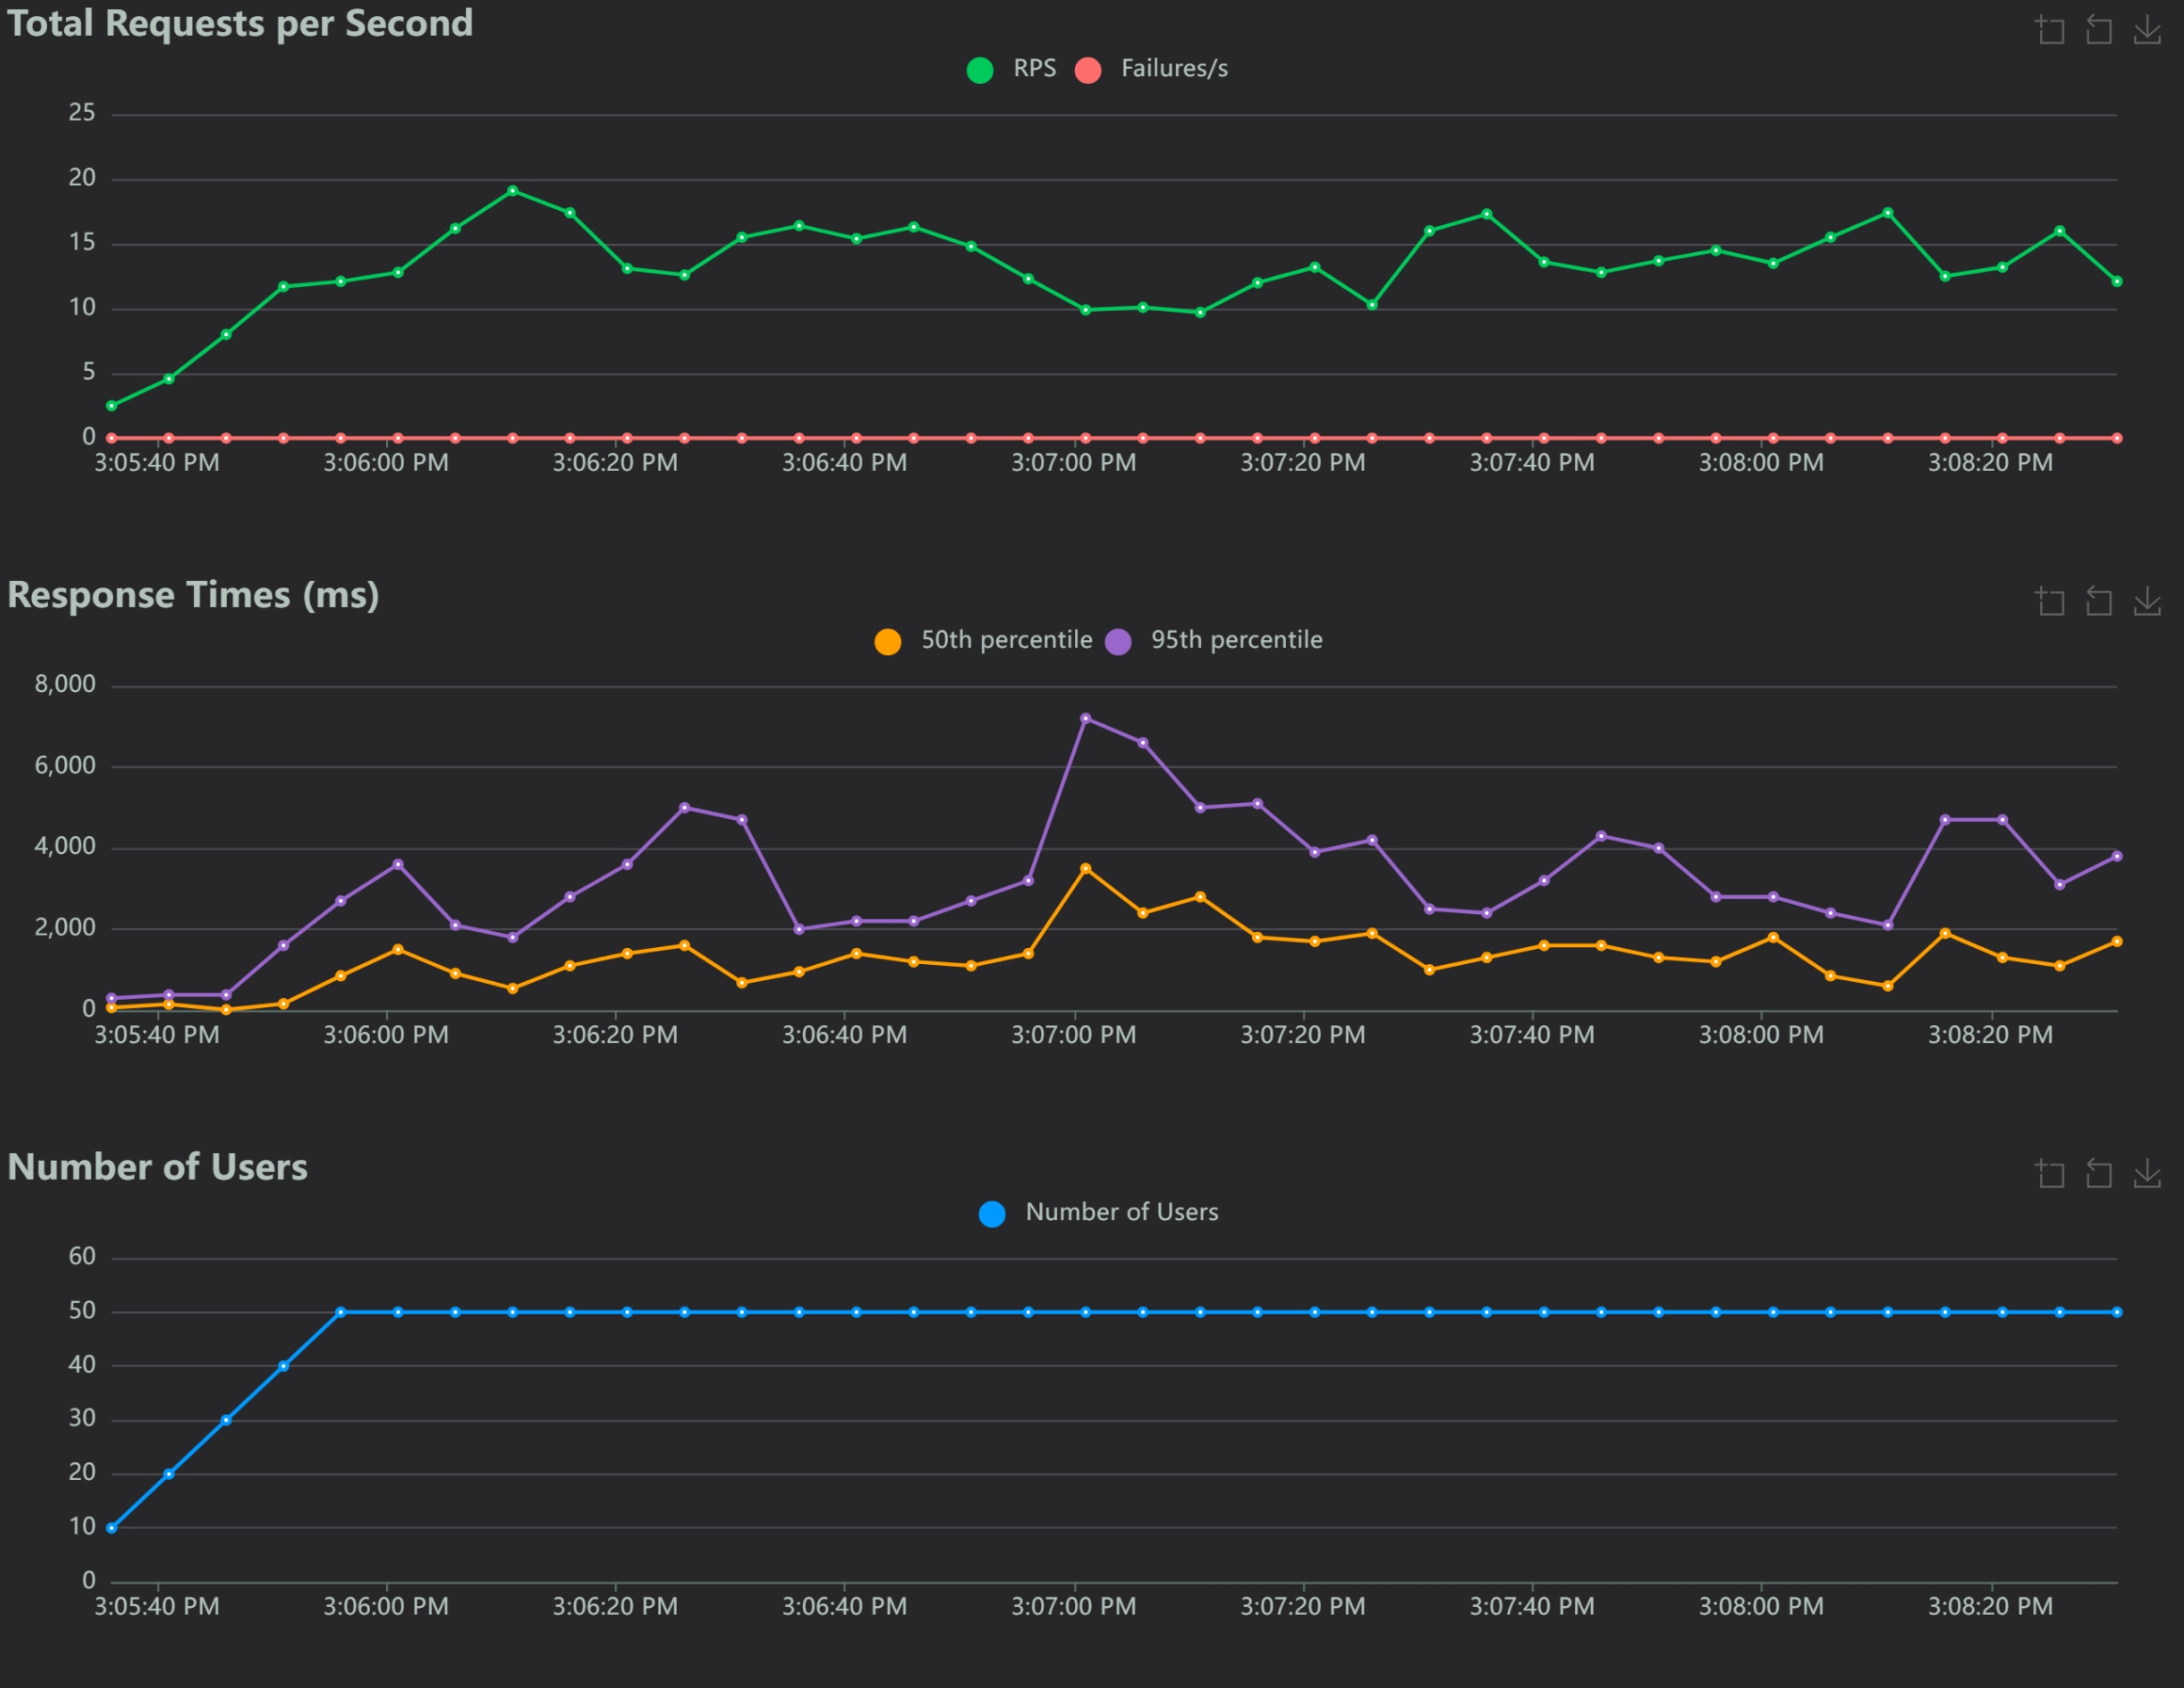 Total Requests per Second
RPS Failures/s
25
20
15
10
5
0
3:05:40 PM 3:06:00 PM 3:06:20 PM 3:06:40 PM 3:07:00 PM 3:07:20 PM 3:07:40 PM 3:08:00 PM 3:08:20 PM
Response Times (ms)
50th percentile 95th percentile
8,000
6,000
4,000
2,000
0
3:05:40 PM 3:06:00 PM 3:06:20 PM 3:06:40 PM 3:07:00 PM 3:07:20 PM 3:07:40 PM 3:08:00 PM 3:08:20 PM
Number of Users
Number of Users
60
50
40
30
20
10
0
3:05:40 PM 3:06:00 PM 3:06:20 PM 3:06:40 PM 3:07:00 PM 3:07:20 PM 3:07:40 PM 3:08:00 PM 3:08:20 PM